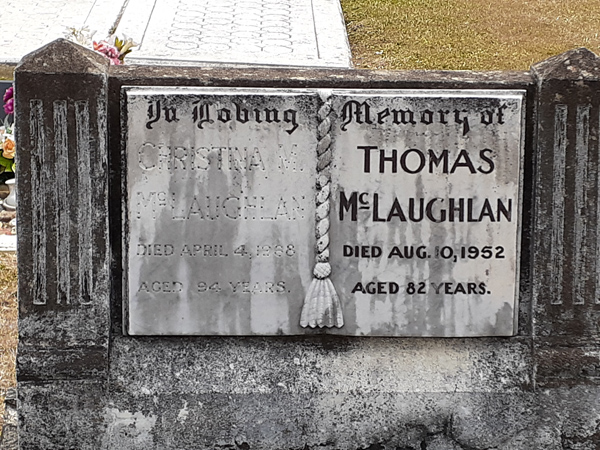 In Loving Memory of
CHRISTINA M.
McLAUGHLAN
DIED APRIL 4, 1968
AGED 94 YEARS.
THOMAS
McLAUGHLAN
DIED AUG. 10, 1952
AGED 82 YEARS.